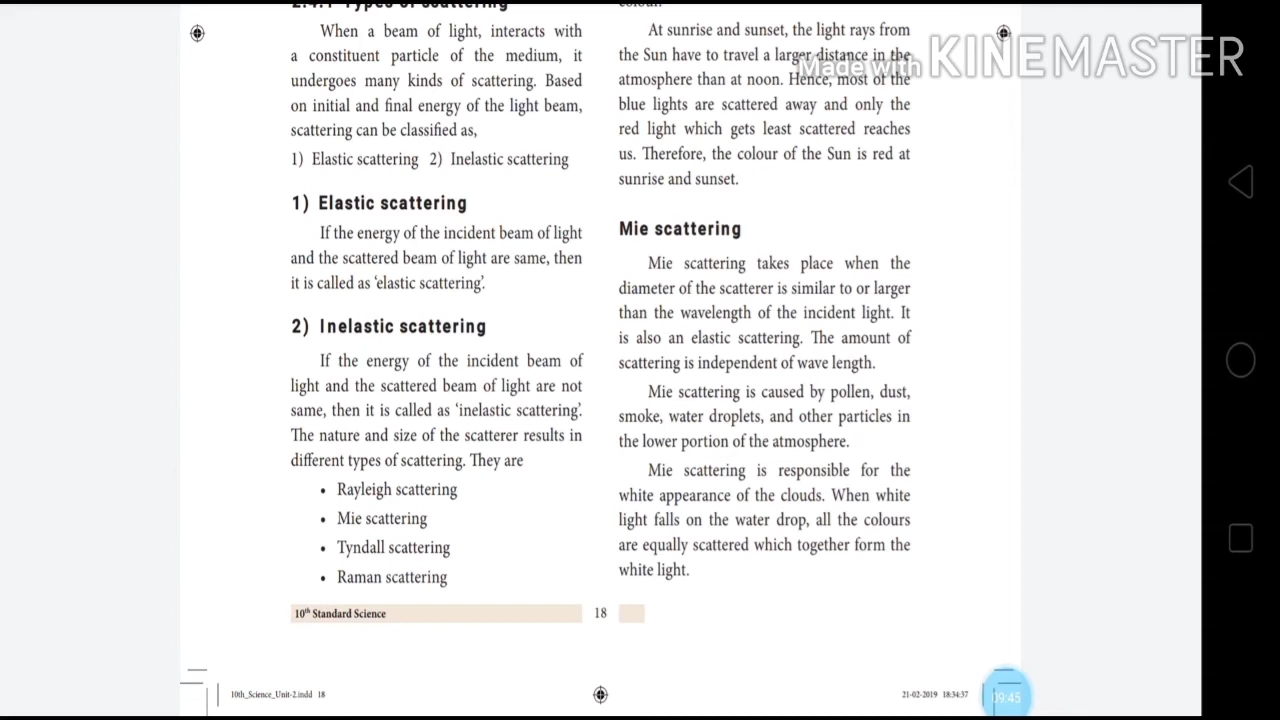 2.4.1 Types of scattering
When a beam of light, interacts with
a constituent particle of the medium, it
undergoes many kinds of scattering. Based
on initial and final energy of the light beam,
scattering can be classified as,
1) Elastic scattering 2) Inelastic scattering
1) Elastic scattering
If the energy of the incident beam of light
and the scattered beam of light are same, then
it is called as ‘elastic scattering’.
2) Inelastic scattering
If the energy of the incident beam of
light and the scattered beam of light are not
same, then it is called as ‘inelastic scattering’.
The nature and size of the scatterer results in
different types of scattering. They are
• Rayleigh scattering
• Mie scattering
• Tyndall scattering
• Raman scattering
colour.
At sunrise and sunset, the light rays from
the Sun have to travel a larger distance in the
atmosphere than at noon. Hence, most of the
blue lights are scattered away and only the
red light which gets least scattered reaches
us. Therefore, the colour of the Sun is red at
sunrise and sunset.
Mie scattering
Mie scattering takes place when the
diameter of the scatterer is similar to or larger
than the wavelength of the incident light. It
is also an elastic scattering. The amount of
scattering is independent of wave length.
Mie scattering is caused by pollen, dust,
smoke, water droplets, and other particles in
the lower portion of the atmosphere.
Mie scattering is responsible for the
white appearance of the clouds. When white
light falls on the water drop, all the colours
are equally scattered which together form the
white light.
10th Standard Science
18
10th_Science_Unit-2.indd 18
21-02-2019 18:34:37
09:45
Made with KINEMASTER